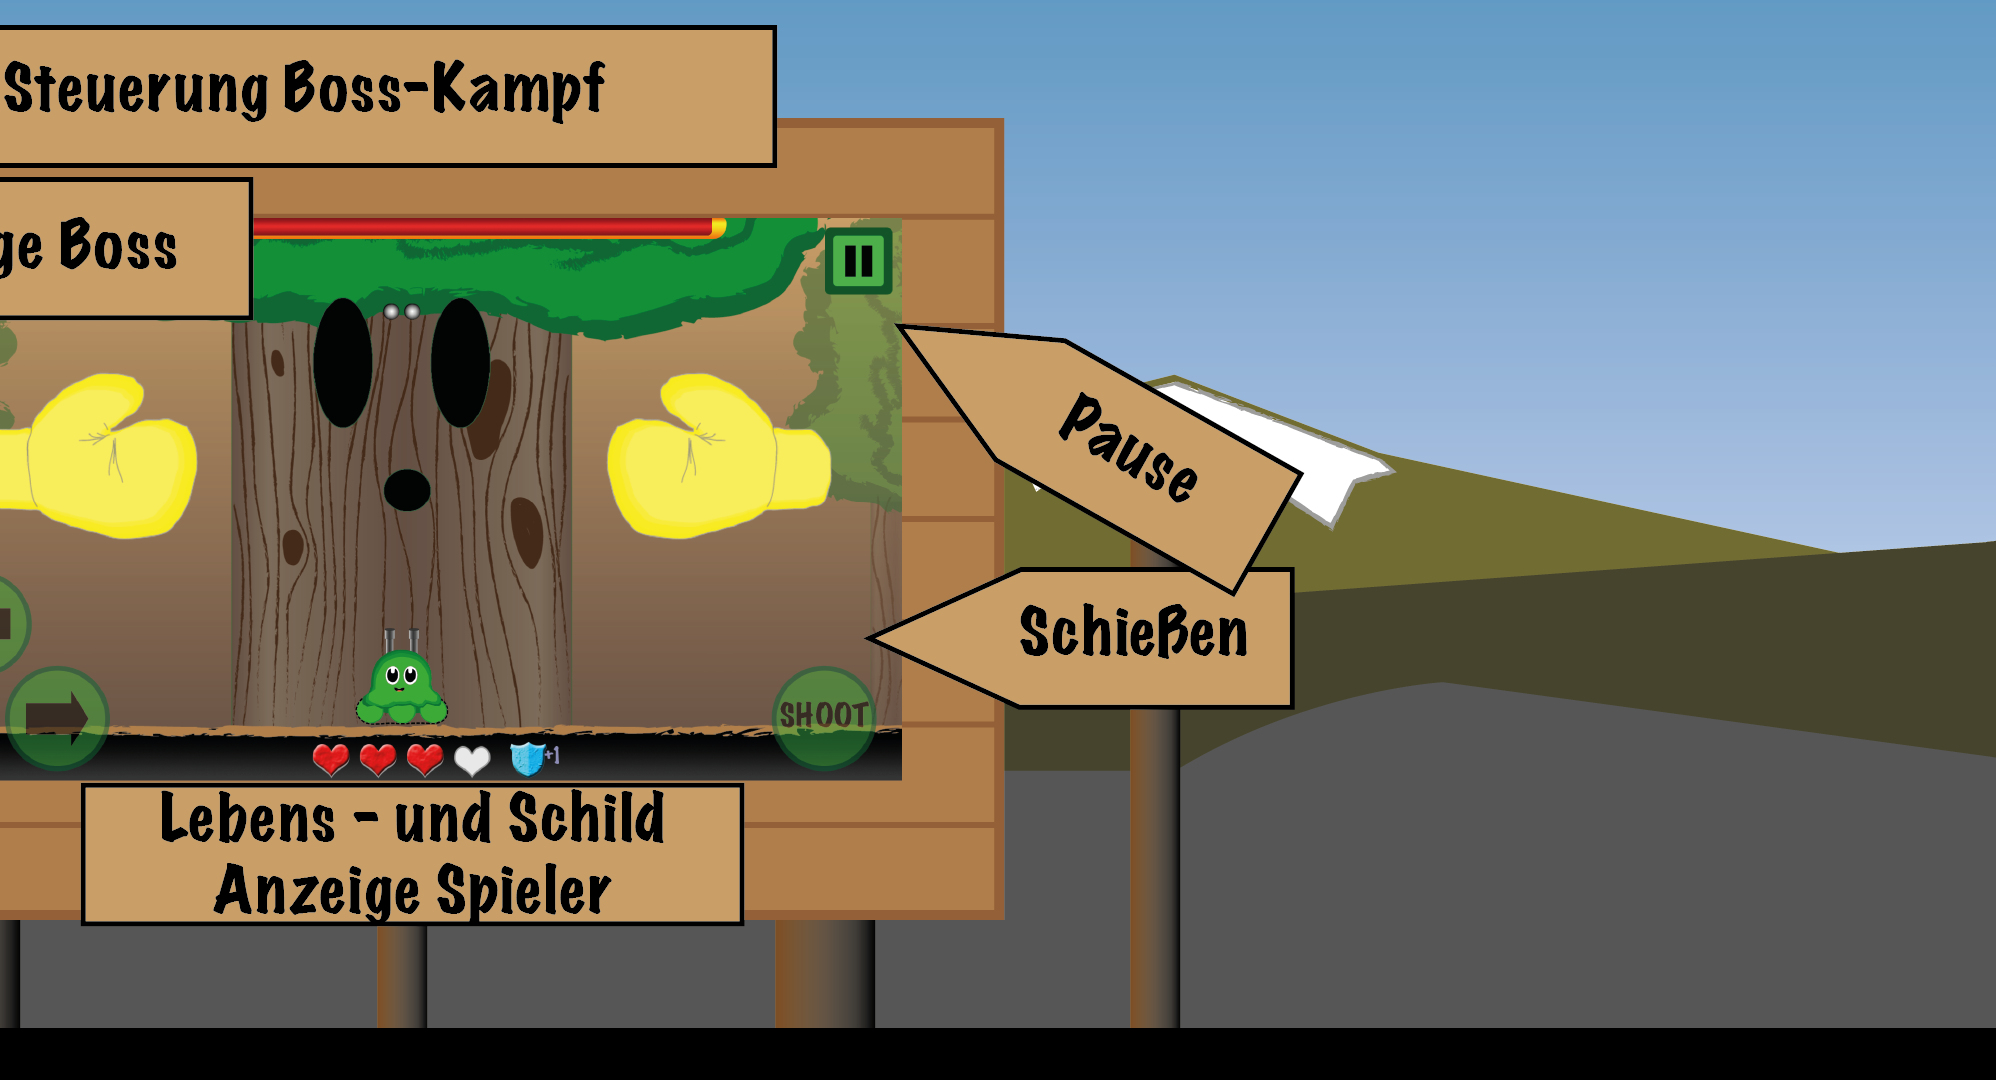 Steuerung Boss-Kampf
ge Boss
Pause
Schießen
SHOOT
+1
Lebens - und Schild
Anzeige Spieler